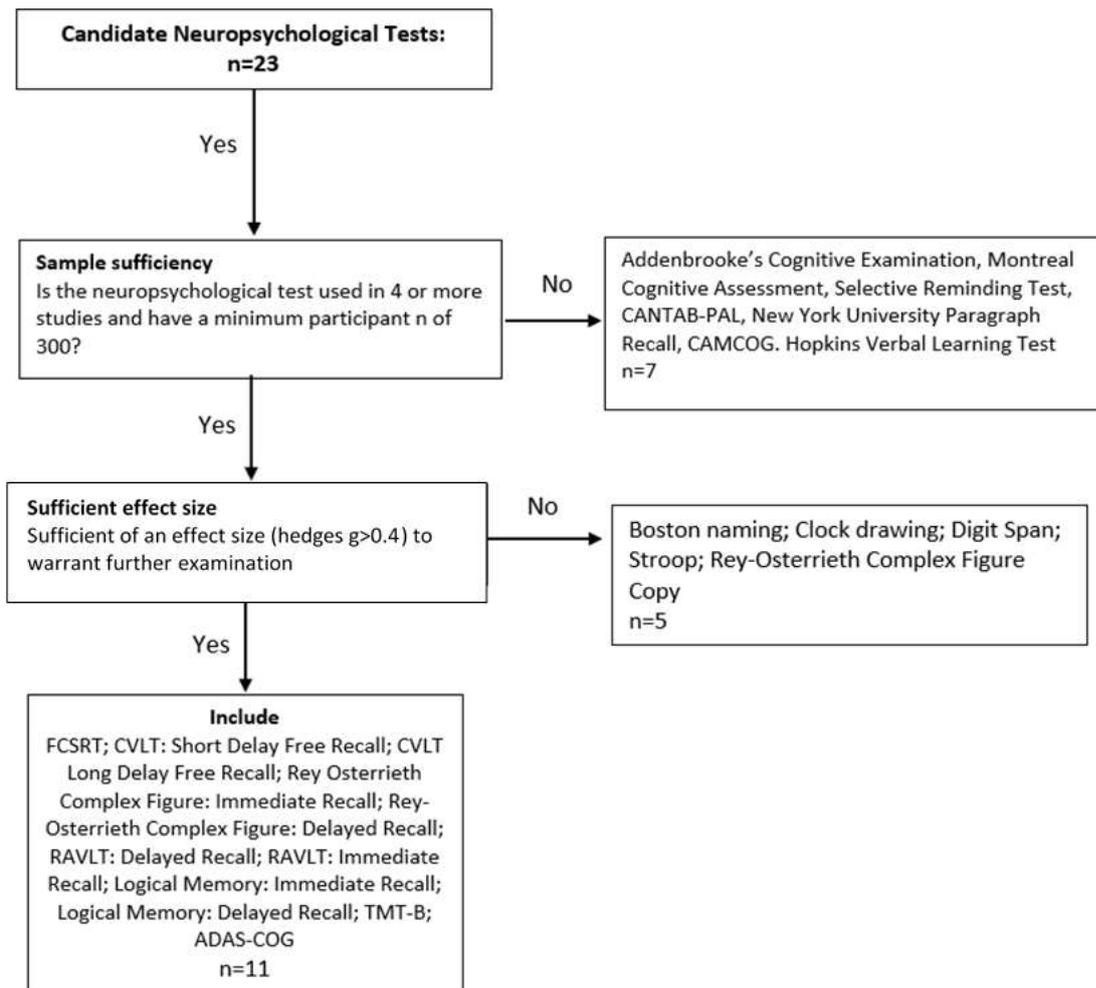 Candidate Neuropsychological Tests:
n=23
Yes
Sample sufficiency
Is the neuropsychological test used in 4 or more
studies and have a minimum participant n of
300?
No
Addenbrooke's Cognitive Examination, Montreal
Cognitive Assessment, Selective Reminding Test,
CANTAB-PAL, New York University Paragraph
Recall, CAMCOG. Hopkins Verbal Learning Test
n=7
Yes
Sufficient effect size
Sufficient of an effect size (hedges g>0.4) to
warrant further examination
No
Boston naming; Clock drawing; Digit Span;
Stroop; Rey-Osterrieth Complex Figure
Copy
n=5
Yes
Include
FCSRT; CVLT: Short Delay Free Recall; CVLT
Long Delay Free Recall; Rey Osterrieth
Complex Figure: Immediate Recall; Rey-
Osterrieth Complex Figure: Delayed Recall;
RAVLT: Delayed Recall; RAVLT: Immediate
Recall; Logical Memory: Immediate Recall;
Logical Memory: Delayed Recall; TMT-B;
ADAS-COG
n=11